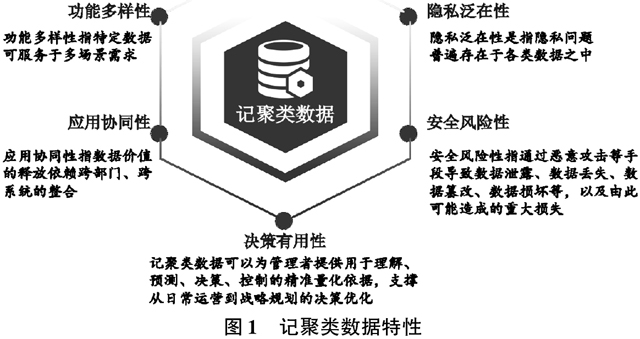 功能多样性
功能多样性指特定数据
可服务于多场景需求
隐私泛在性
隐私泛在性是指隐私问题
普遍存在于各类数据之中
记聚类数据
应用协同性
应用协同性指数据价值
的释放依赖跨部门、跨
系统的整合
安全风险性
安全风险性指通过恶意攻击等手
段导致数据泄露、数据丢失、数
据篡改、数据损坏等，以及由此
可能造成的重大损失
决策有用性
记聚类数据可以为管理者提供用于理解、
预测、决策、控制的精准量化依据，支撑
从日常运营到战略规划的决策优化
图1 记聚类数据特性